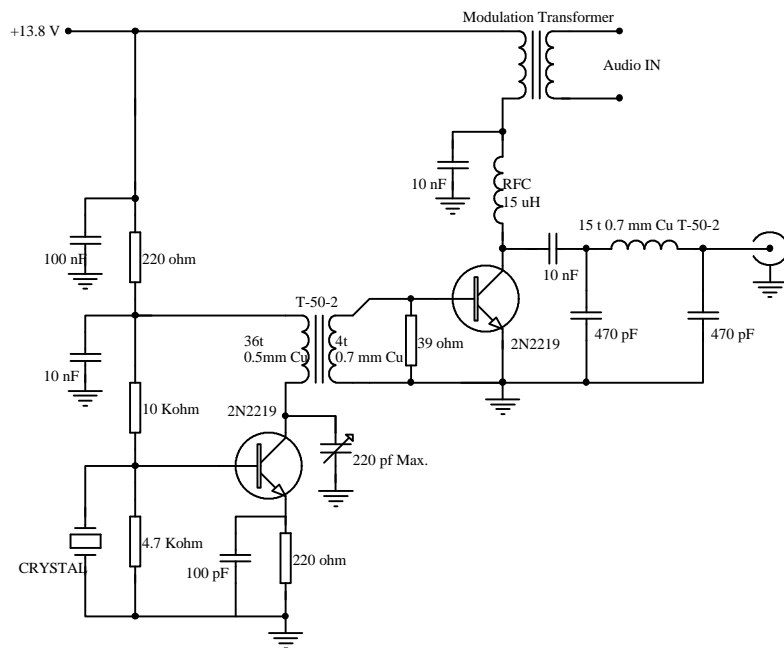 Modulation Transformer
+13.8 V
Audio IN
10 nF
RFC
15 uH
15 t 0.7 mm Cu T-50-2
100 nF
220 ohm
10 nF
T-50-2
36t
0.5mm Cu
4t
0.7 mm Cu
39 ohm
2N2219
470 pF
470 pF
10 nF
10 Kohm
2N2219
220 pf Max.
4.7 Kohm
CRYSTAL
100 pF
220 ohm